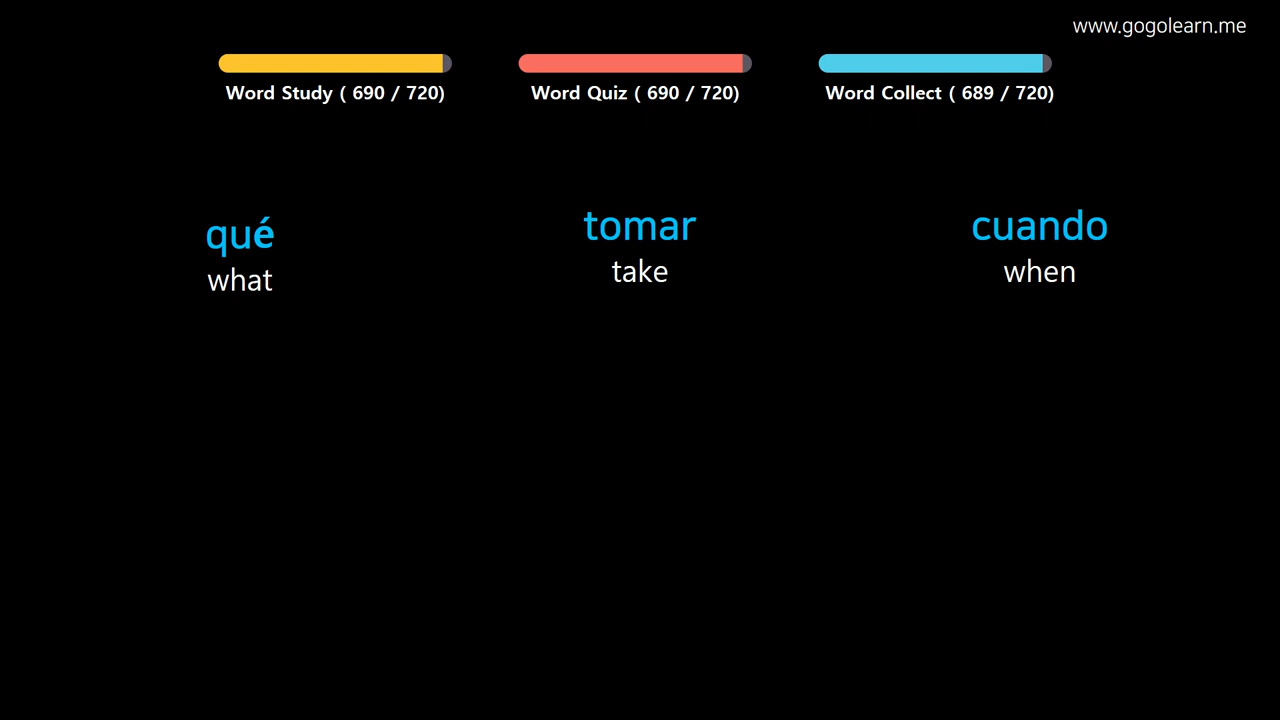 www.gogolearn.me
Word Study ( 690 / 720)
Word Quiz ( 690 / 720)
Word Collect ( 689 / 720)
qué
what
tomar
take
cuando
when